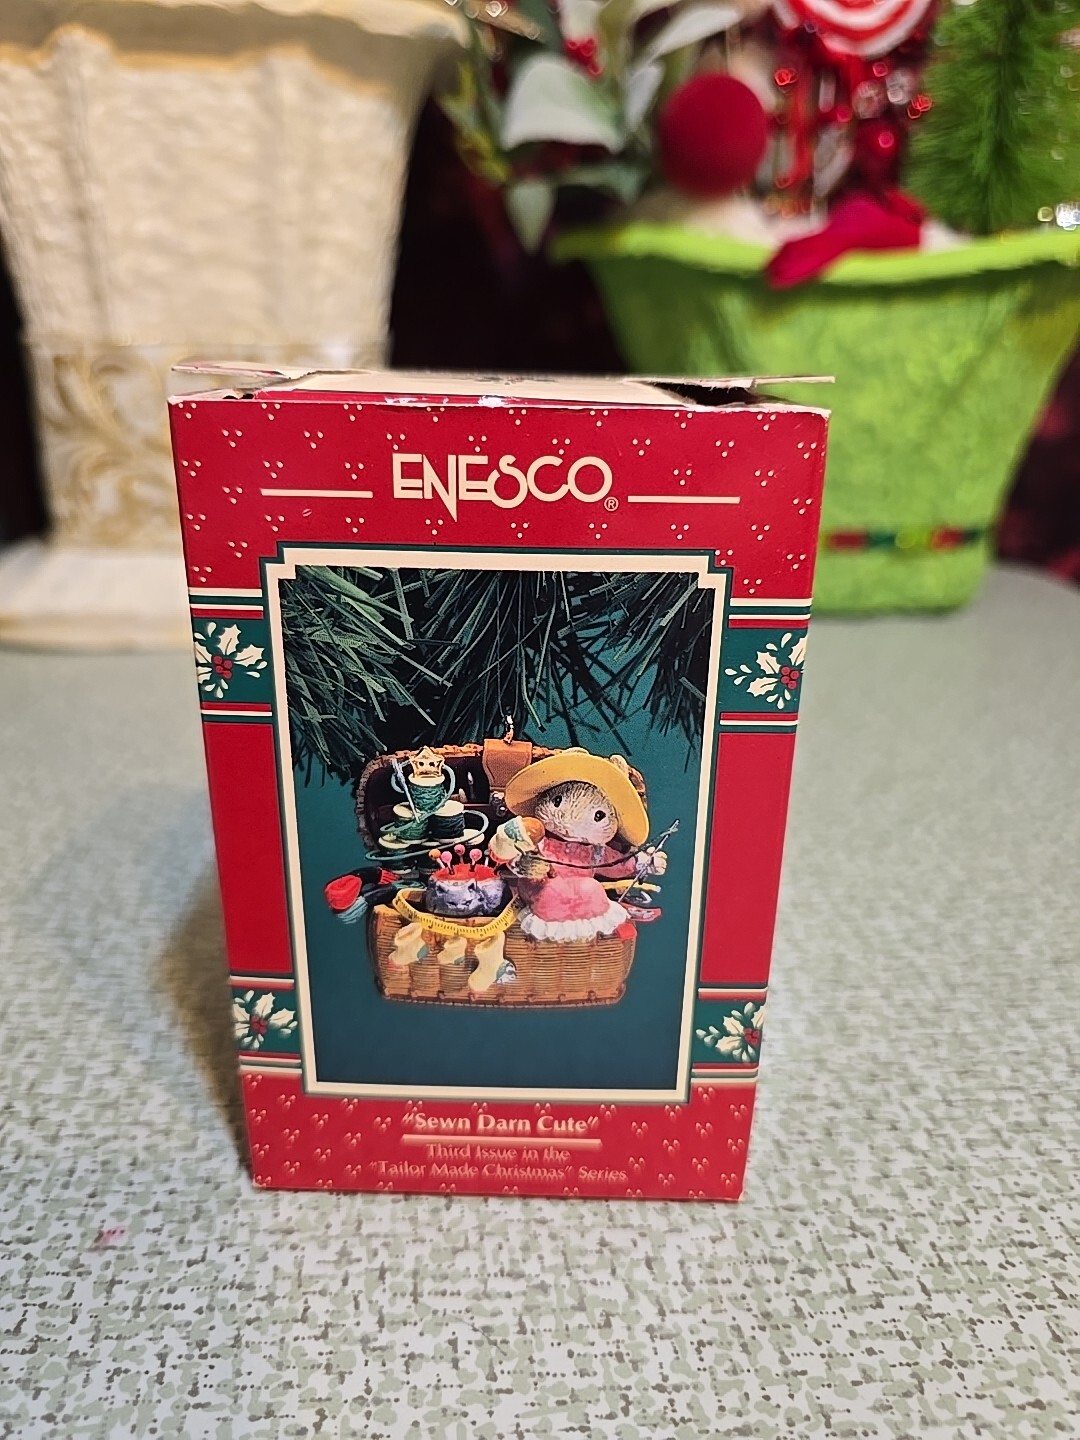 ENESCO®
"Sewn Darn Cute"
Third Issue in the
"Tailor Made Christmas" Series